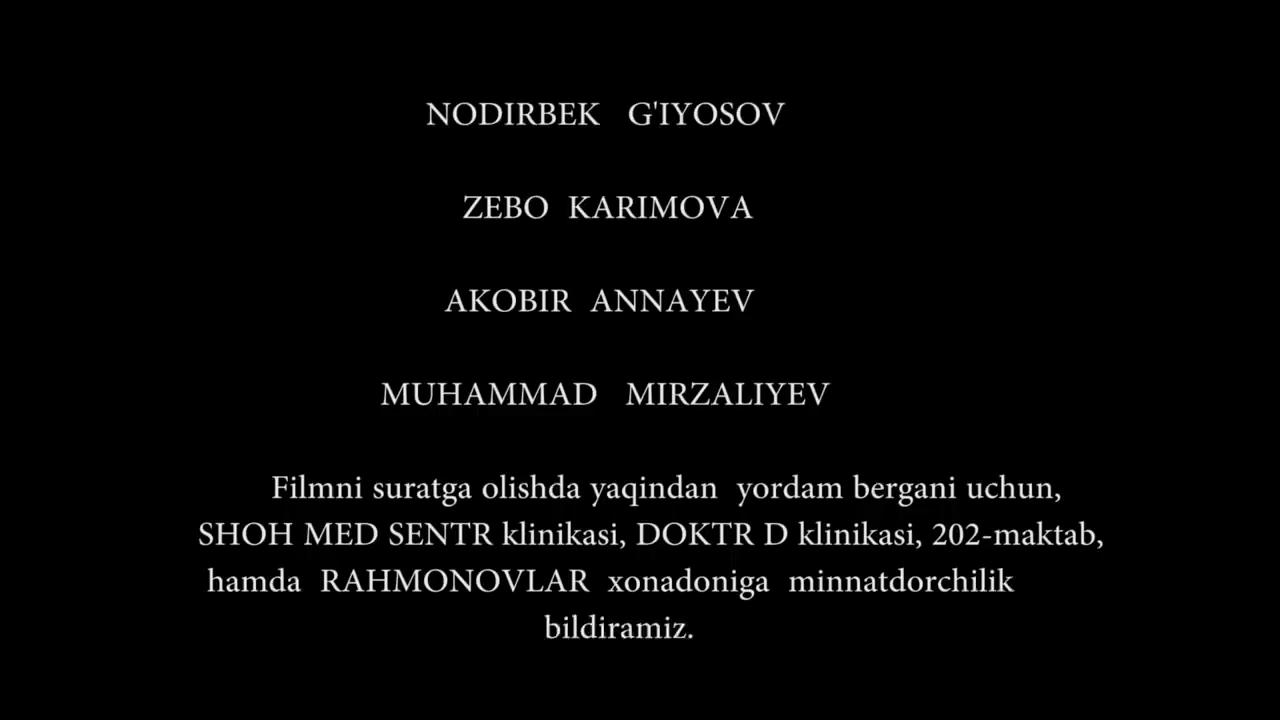 NODIRBEK G'IYOSOV
ZEBO KARIMOVA
AKOBIR ANNAYEV
MUHAMMAD MIRZALIYEV
Filmni suratga olishda yaqindan yordam bergani uchun,
SHOH MED SENTR klinikasi, DOKTR D klinikasi, 202-maktab,
hamda RAHMONOVLAR xonadoniga minnatdorchilik
bildiramiz.